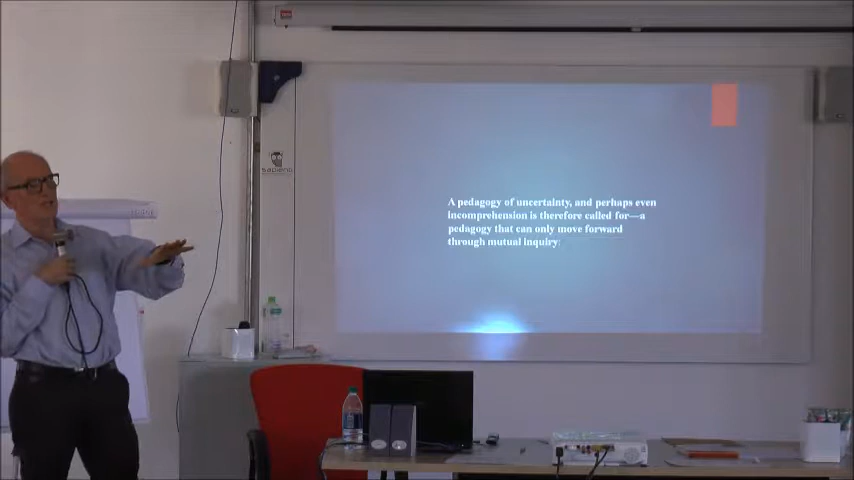 sapiens
A pedagogy of uncertainty, and perhaps even
incomprehension is therefore called for—a
pedagogy that can only move forward
through mutual inquiry: